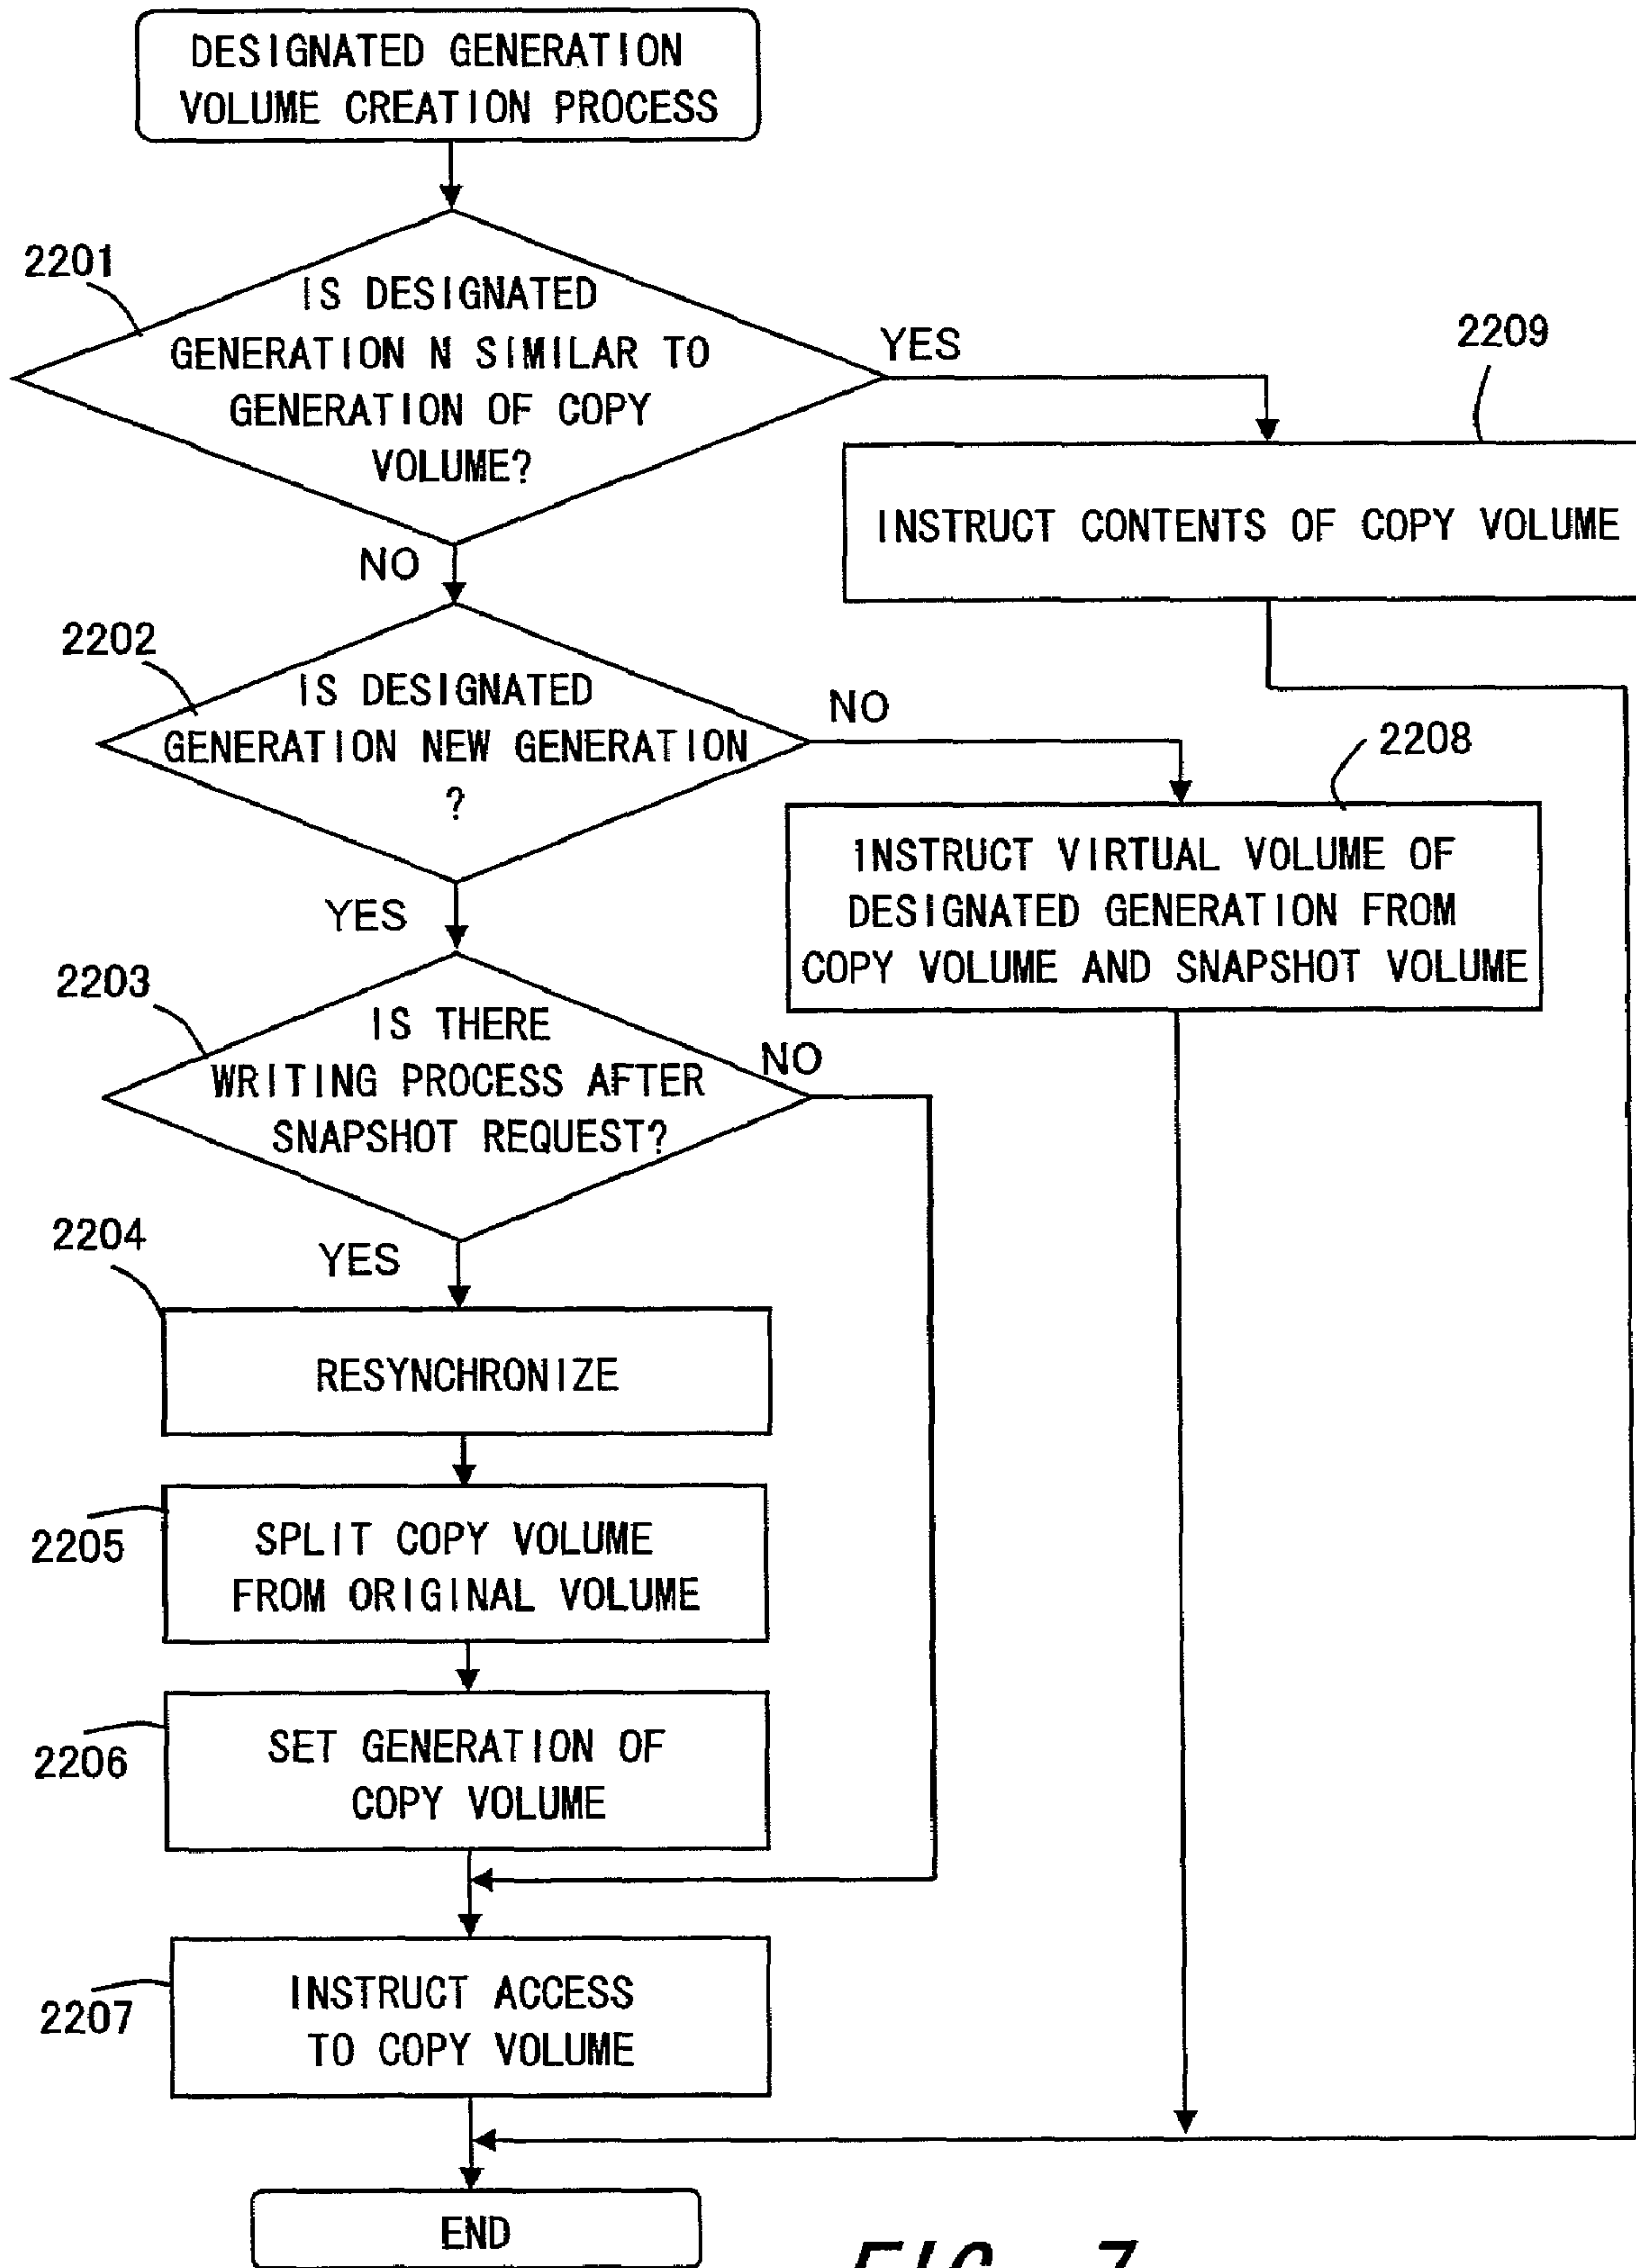 DESIGNATED GENERATION
VOLUME CREATION PROCESS
2201
IS DESIGNATED
GENERATION N SIMILAR TO
GENERATION OF COPY
VOLUME?
YES
2209
INSTRUCT CONTENTS OF COPY VOLUME
NO
2202
IS DESIGNATED
GENERATION NEW GENERATION
?
NO
2208
INSTRUCT VIRTUAL VOLUME OF
DESIGNATED GENERATION FROM
COPY VOLUME AND SNAPSHOT VOLUME
YES
2203
IS THERE
WRITING PROCESS AFTER
SNAPSHOT REQUEST?
NO
2204
YES
RESYNCHRONIZE
2205
SPLIT COPY VOLUME
FROM ORIGINAL VOLUME
2206
SET GENERATION OF
COPY VOLUME
2207
INSTRUCT ACCESS
TO COPY VOLUME
END
FIG. 7